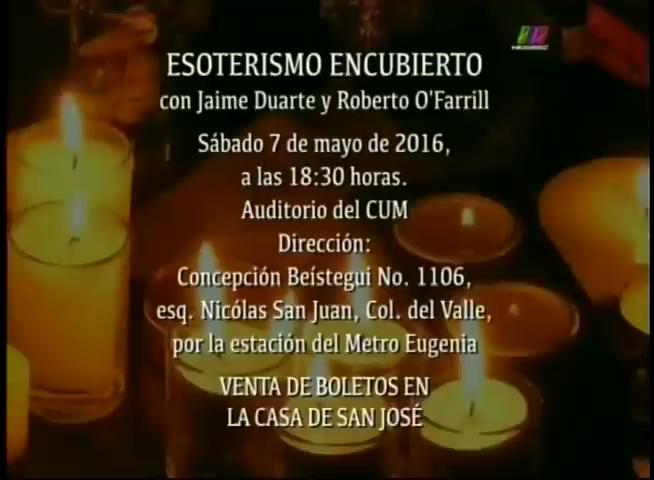 ESOTERISMO ENCUBIERTO
con Jaime Duarte y Roberto O'Farrill
Sábado 7 de mayo de 2016,
a las 18:30 horas.
Auditorio del CUM
Dirección:
Concepción Beístegui No. 1106,
esq. Nicólas San Juan, Col. del Valle,
por la estación del Metro Eugenia
VENTA DE BOLETOS EN
LA CASA DE SAN JOSÉ